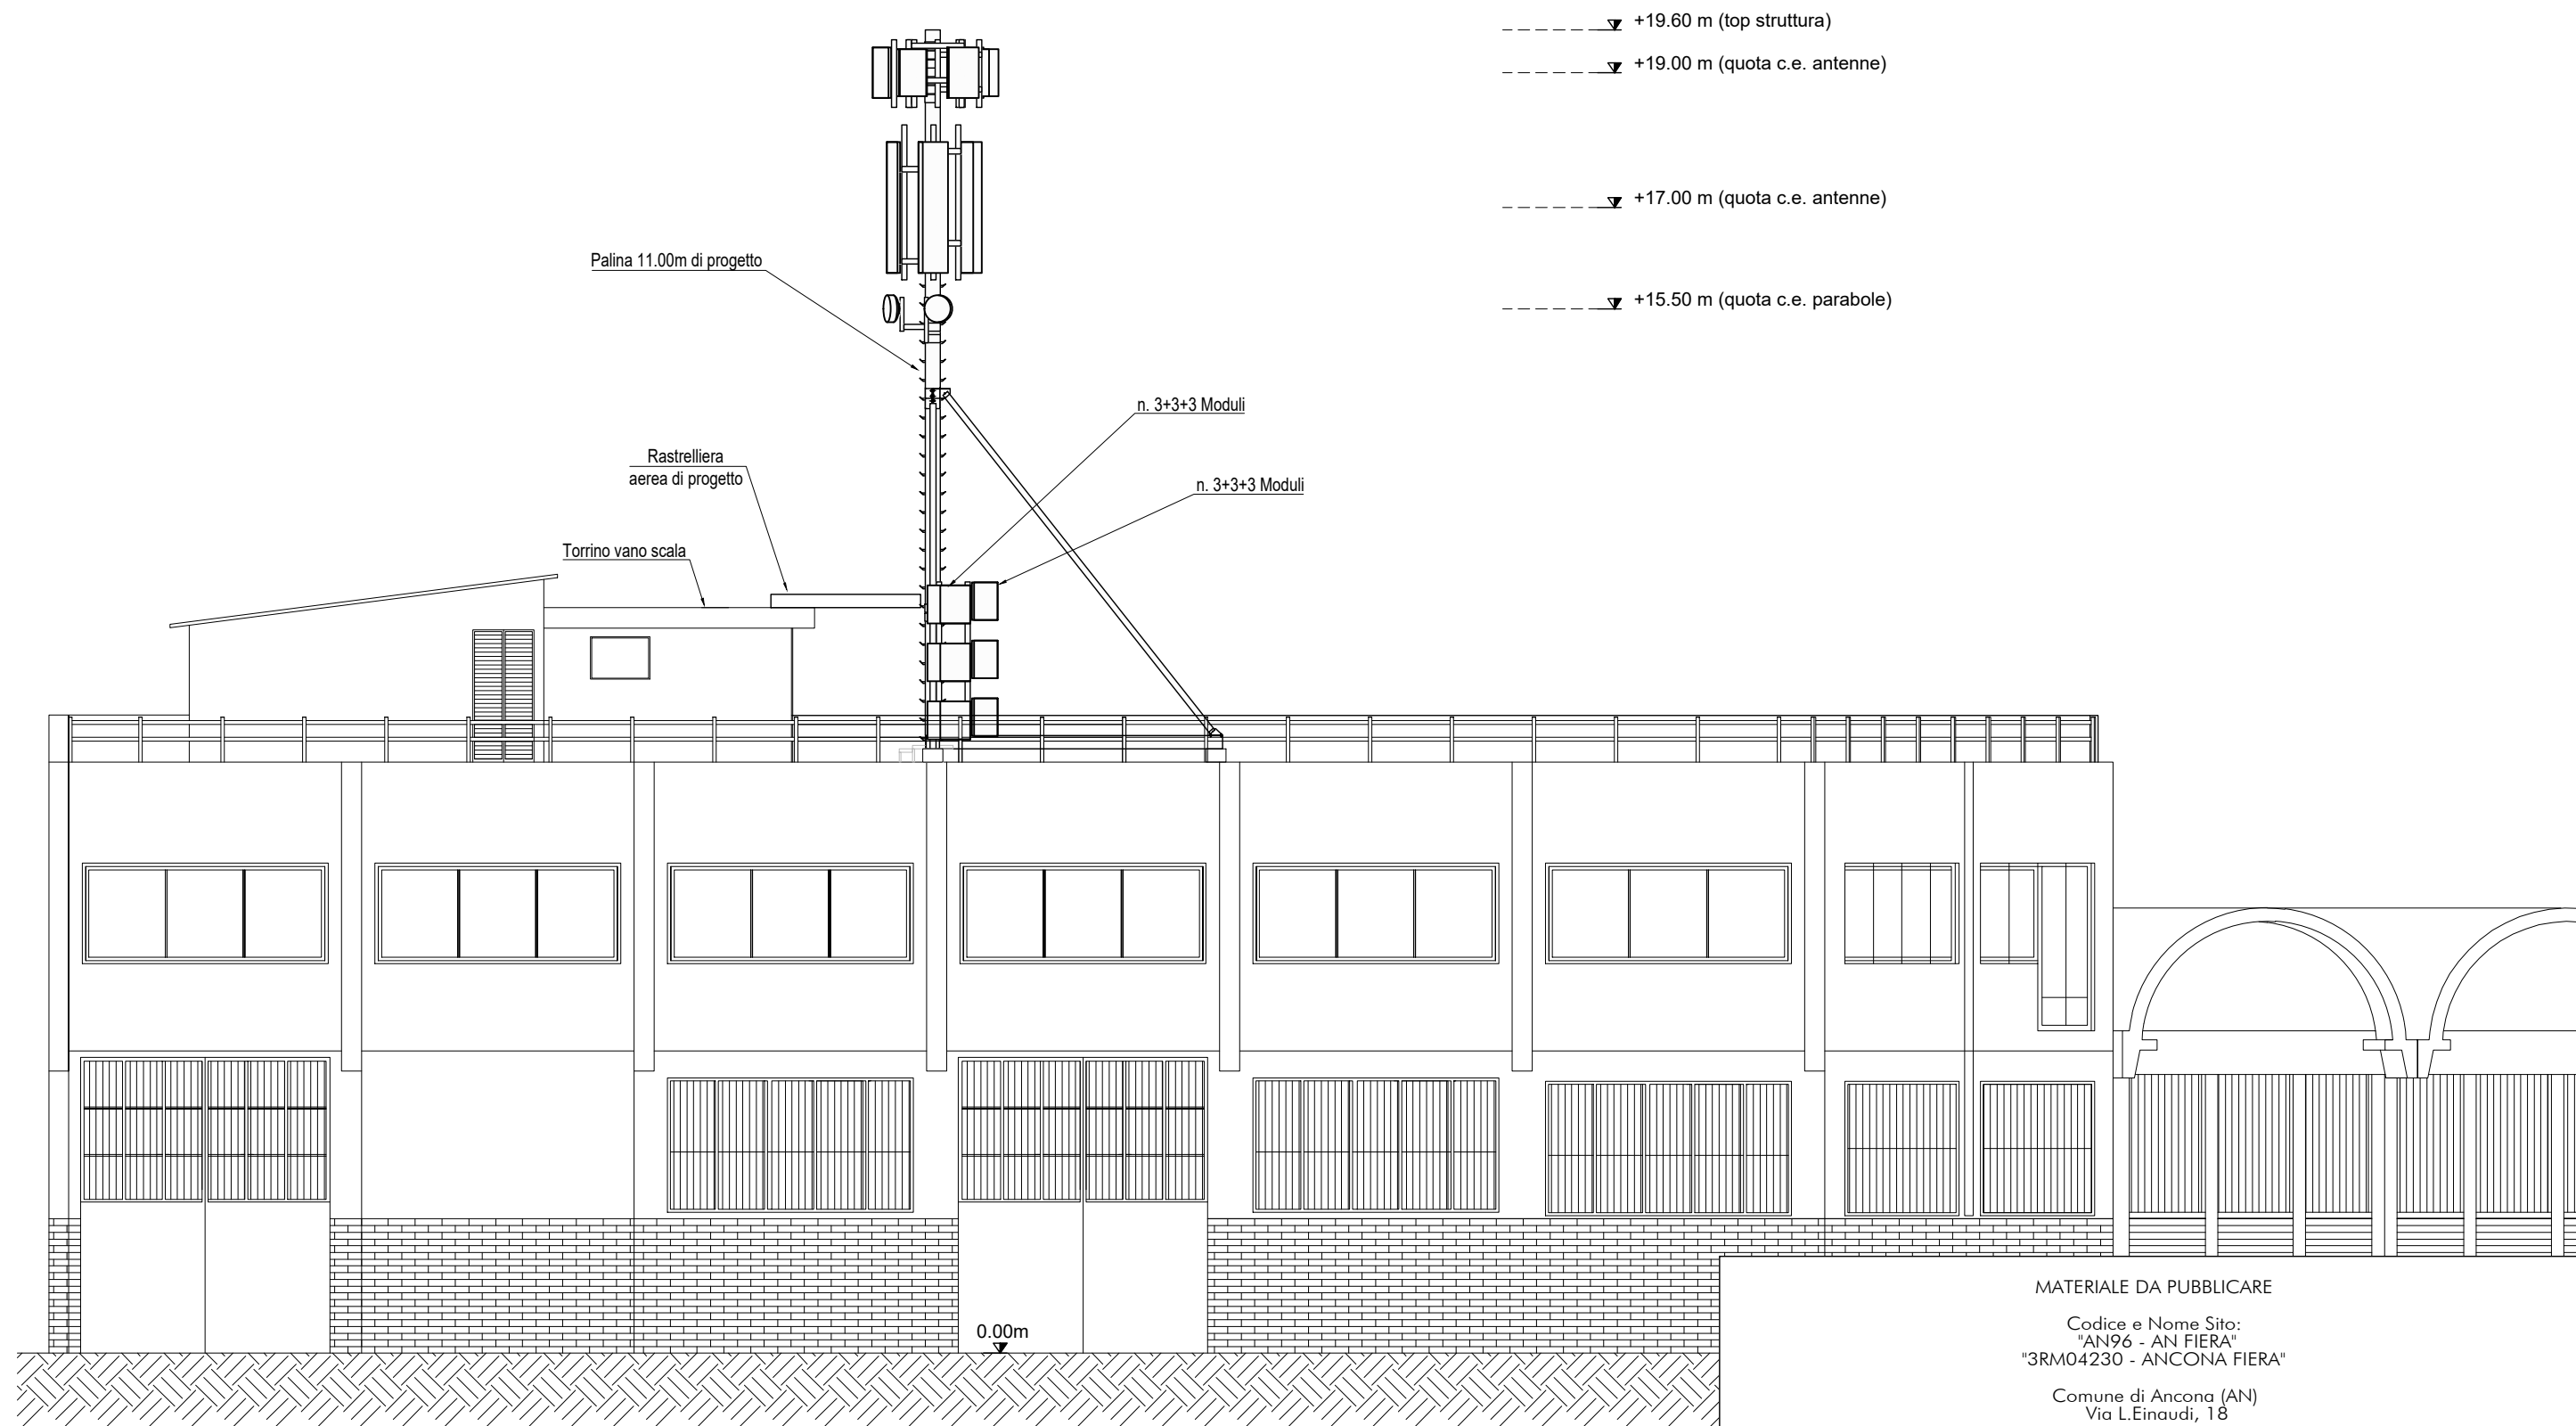 +19.60 m (top struttura)
+19.00 m (quota c.e. antenne)
+17.00 m (quota c.e. antenne)
Palina 11.00m di progetto
+15.50 m (quota c.e. parabole)
n. 3+3+3 Moduli
Rastrelliera
aerea di progetto
n. 3+3+3 Moduli
Torrino vano scala
0.00m
MATERIALE DA PUBBLICARE
Codice e Nome Sito:
"AN96 - AN FIERA"
"3RM04230 - ANCONA FIERA"
Comune di Ancona (AN)
Via L.Einaudi, 18